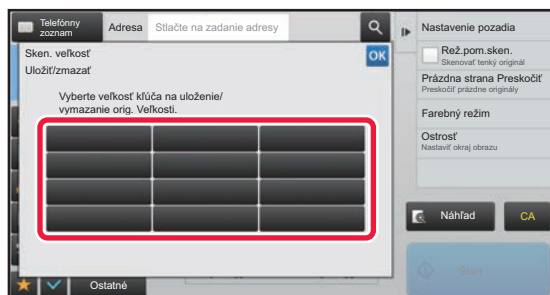 Telefónny
zoznam
Adresa
Stlačte na zadanie adresy
Sken. veľkosť
OK
Uložiť/zmazať
Vyberte veľkosť kľúča na uloženie/
vymazanie orig. Veľkosti.
Ostatné
Nastavenie pozadia
Rež.pom.sken.
Skenovať tenký originál
Prázdna strana Preskočiť
Preskočiť prázdne originály
Farebný režim
Ostrosť
Nastaviť okraj obrazu
Náhľad
CA
Štart